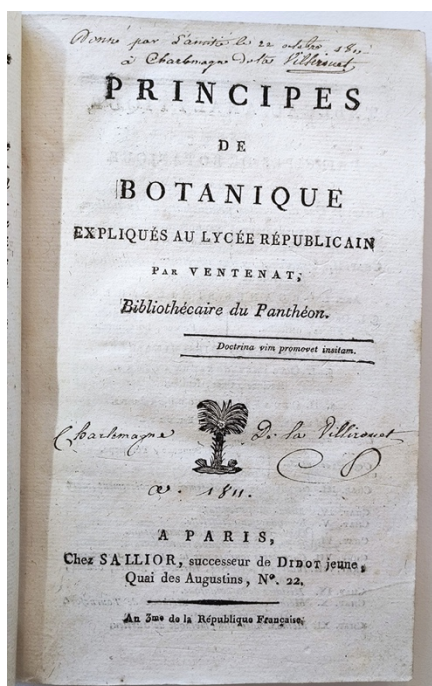 Donné par L'amitié le 22 octobre 1811
à Charlemagne de la Villirouet
PRINCIPES
DE
BOTANIQUE
EXPLIQUÉS AU LYCÉE RÉPUBLICAIN
PAR VENTENAT,
Bibliothécaire du Panthéon.
Doctrina vim promovet insitam.
Charlemagne De la Villirouet
1811.
A PARIS,
Chez SALLIOR, successeur de DIDOT jeune,
Quai des Augustins, Nº. 22.
An 3me de la République Française.